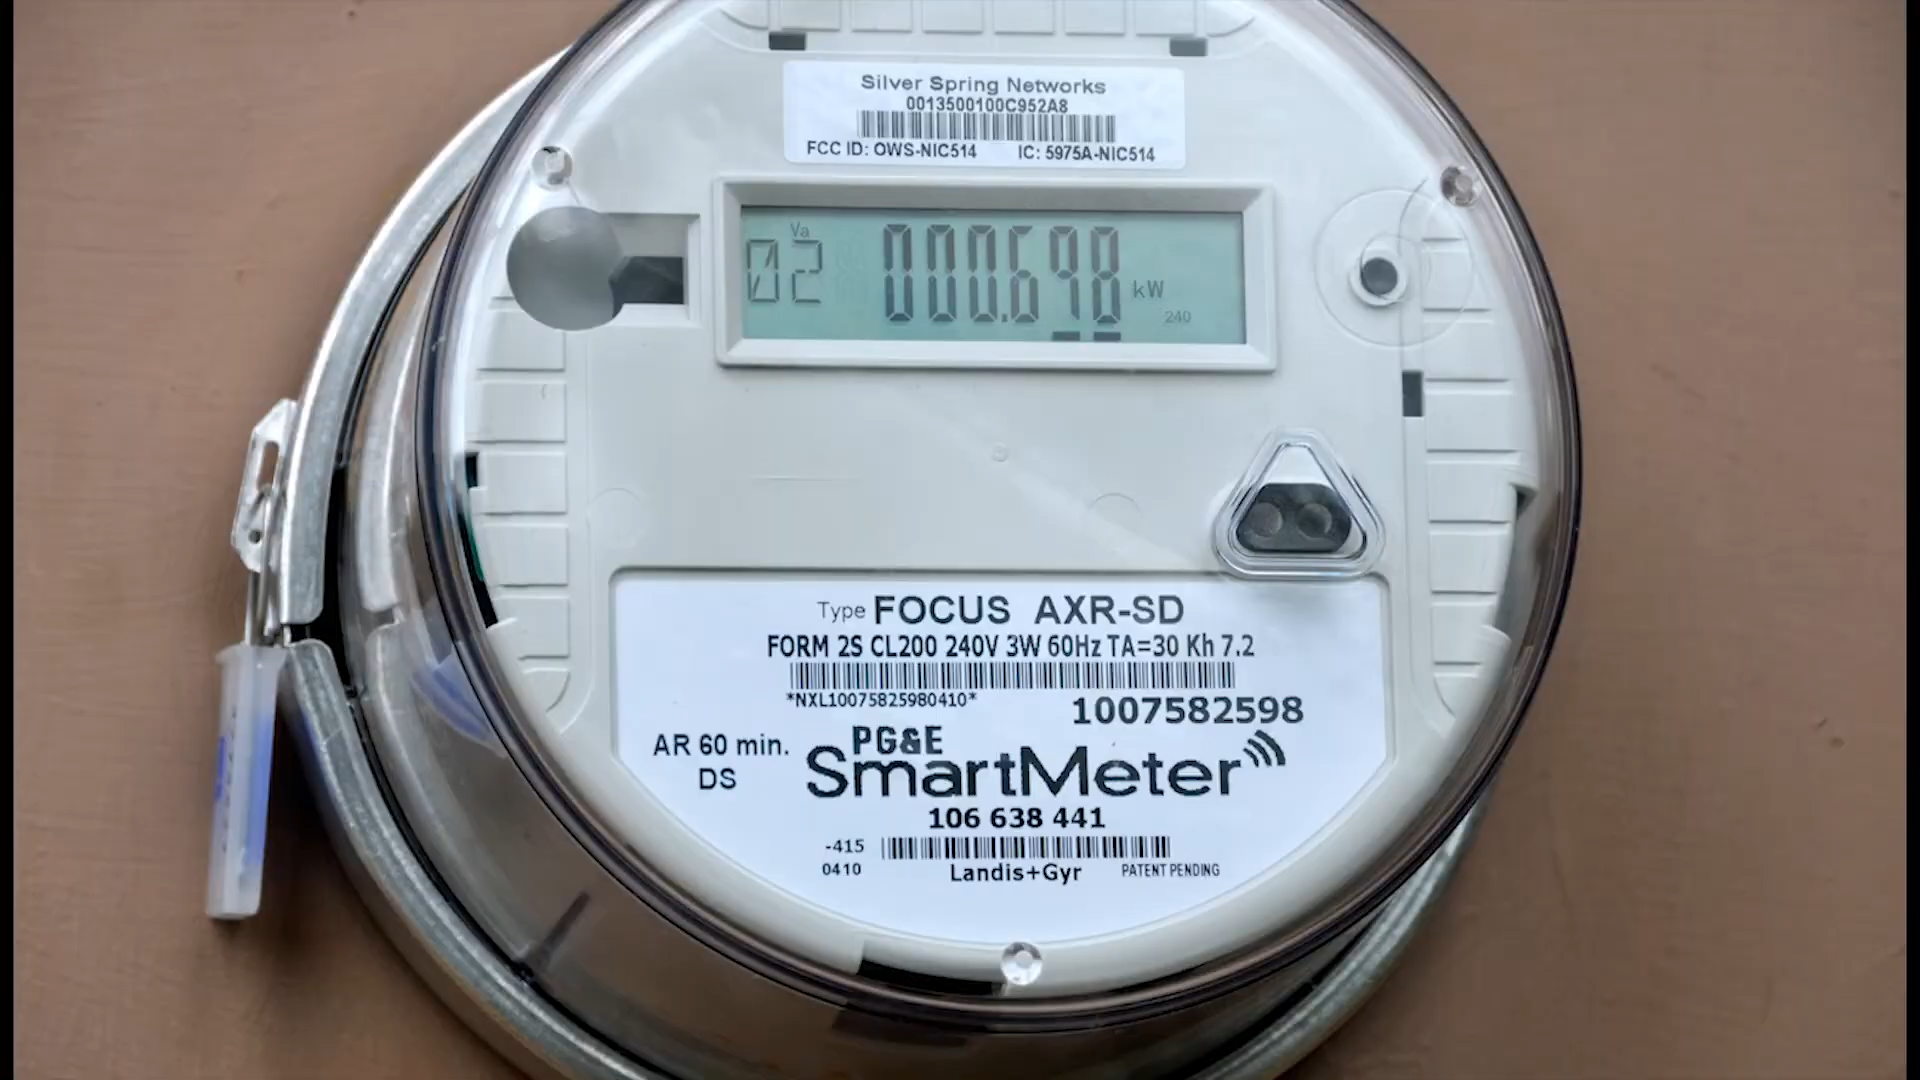 Silver Spring Networks
0013500100C952A8
FCC ID: OWS-NIC514 IC: 5975A-NIC514
Va
02 000.698 kW
240
Type FOCUS AXR-SD
FORM 2S CL200 240V 3W 60Hz TA=30 Kh 7.2
*NXL10075825980410*
1007582598
AR 60 min.
DS
PG&E
SmartMeter
106 638 441
-415
0410
Landis+Gyr PATENT PENDING